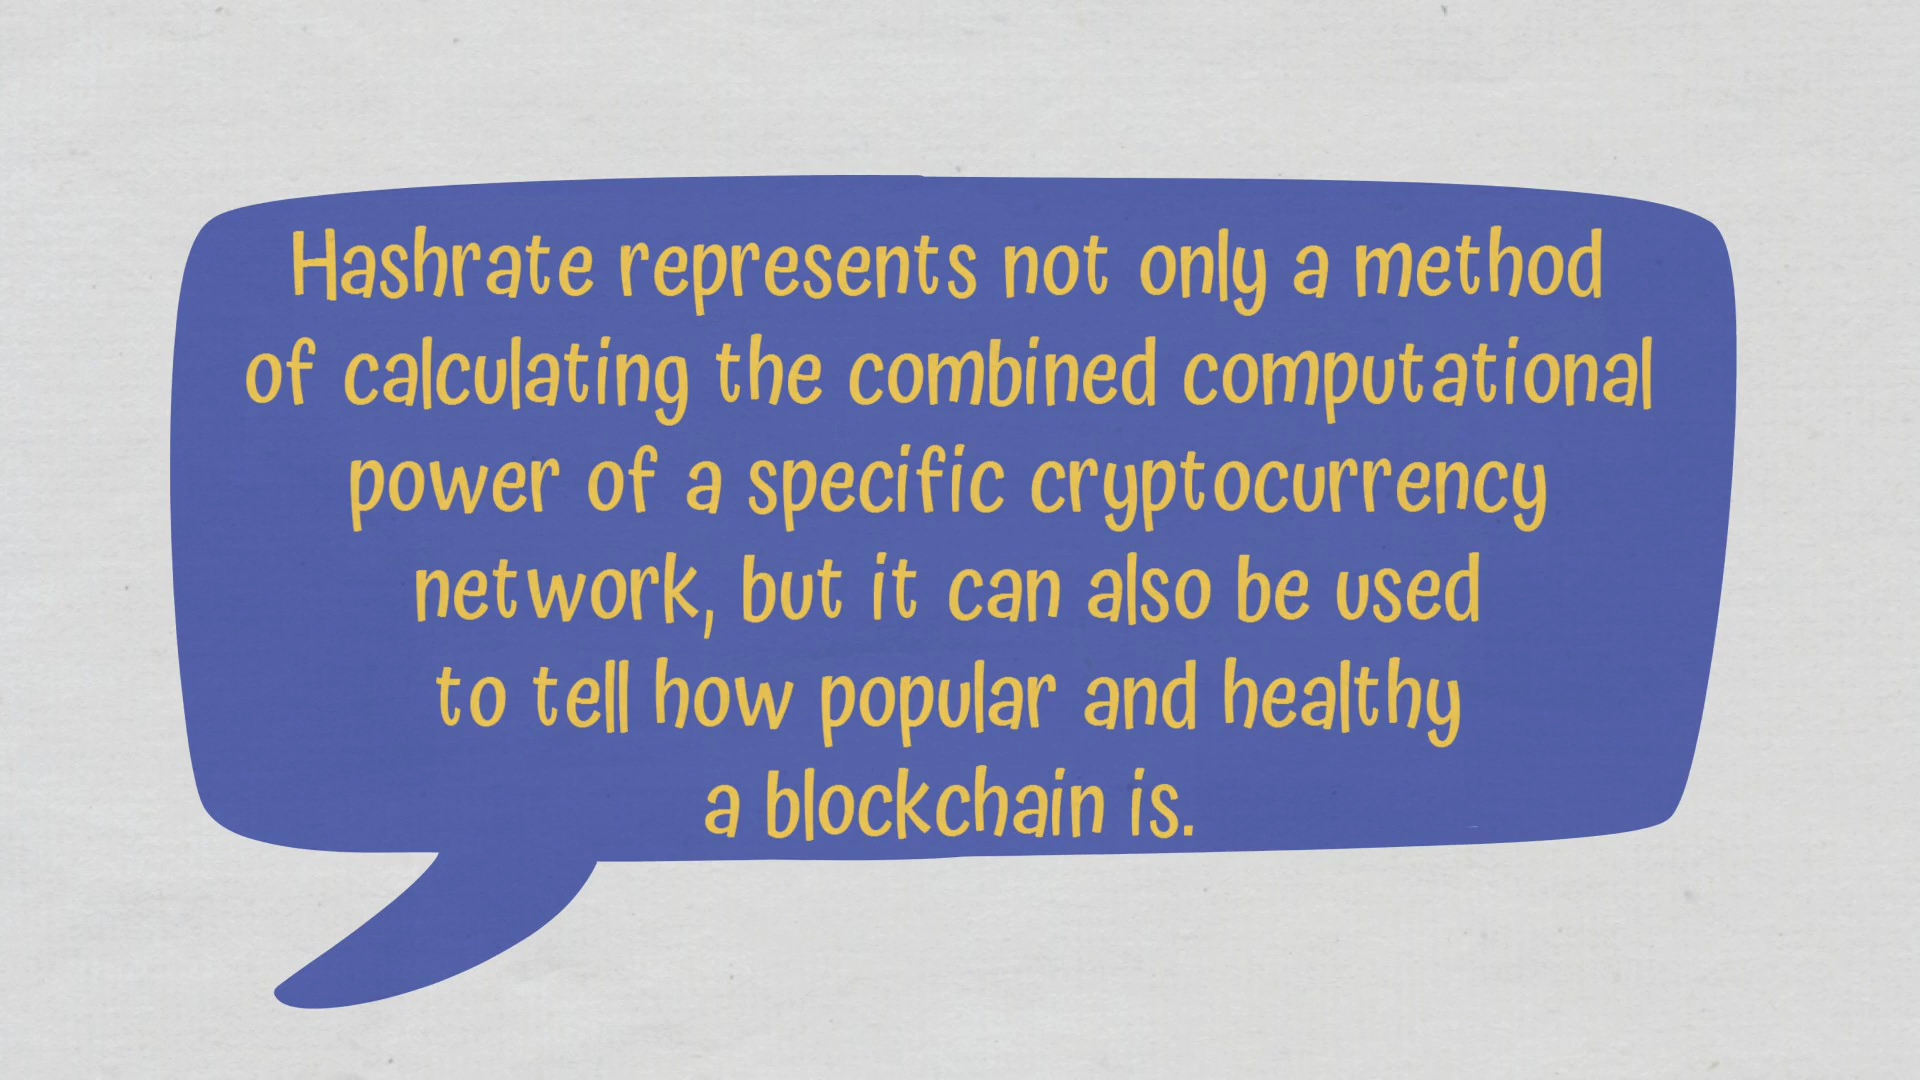 Hashrate represents not only a method
of calculating the combined computational
power of a specific cryptocurrency
network, but it can also be used
to tell how popular and healthy
a blockchain is.